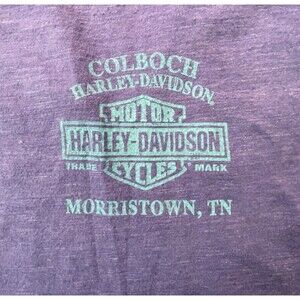 COLBOCH
HARLEY-DAVIDSON®
MOTOR
HARLEY-DAVIDSON
CYCLES
TRADE MARK
MORRISTOWN, TN